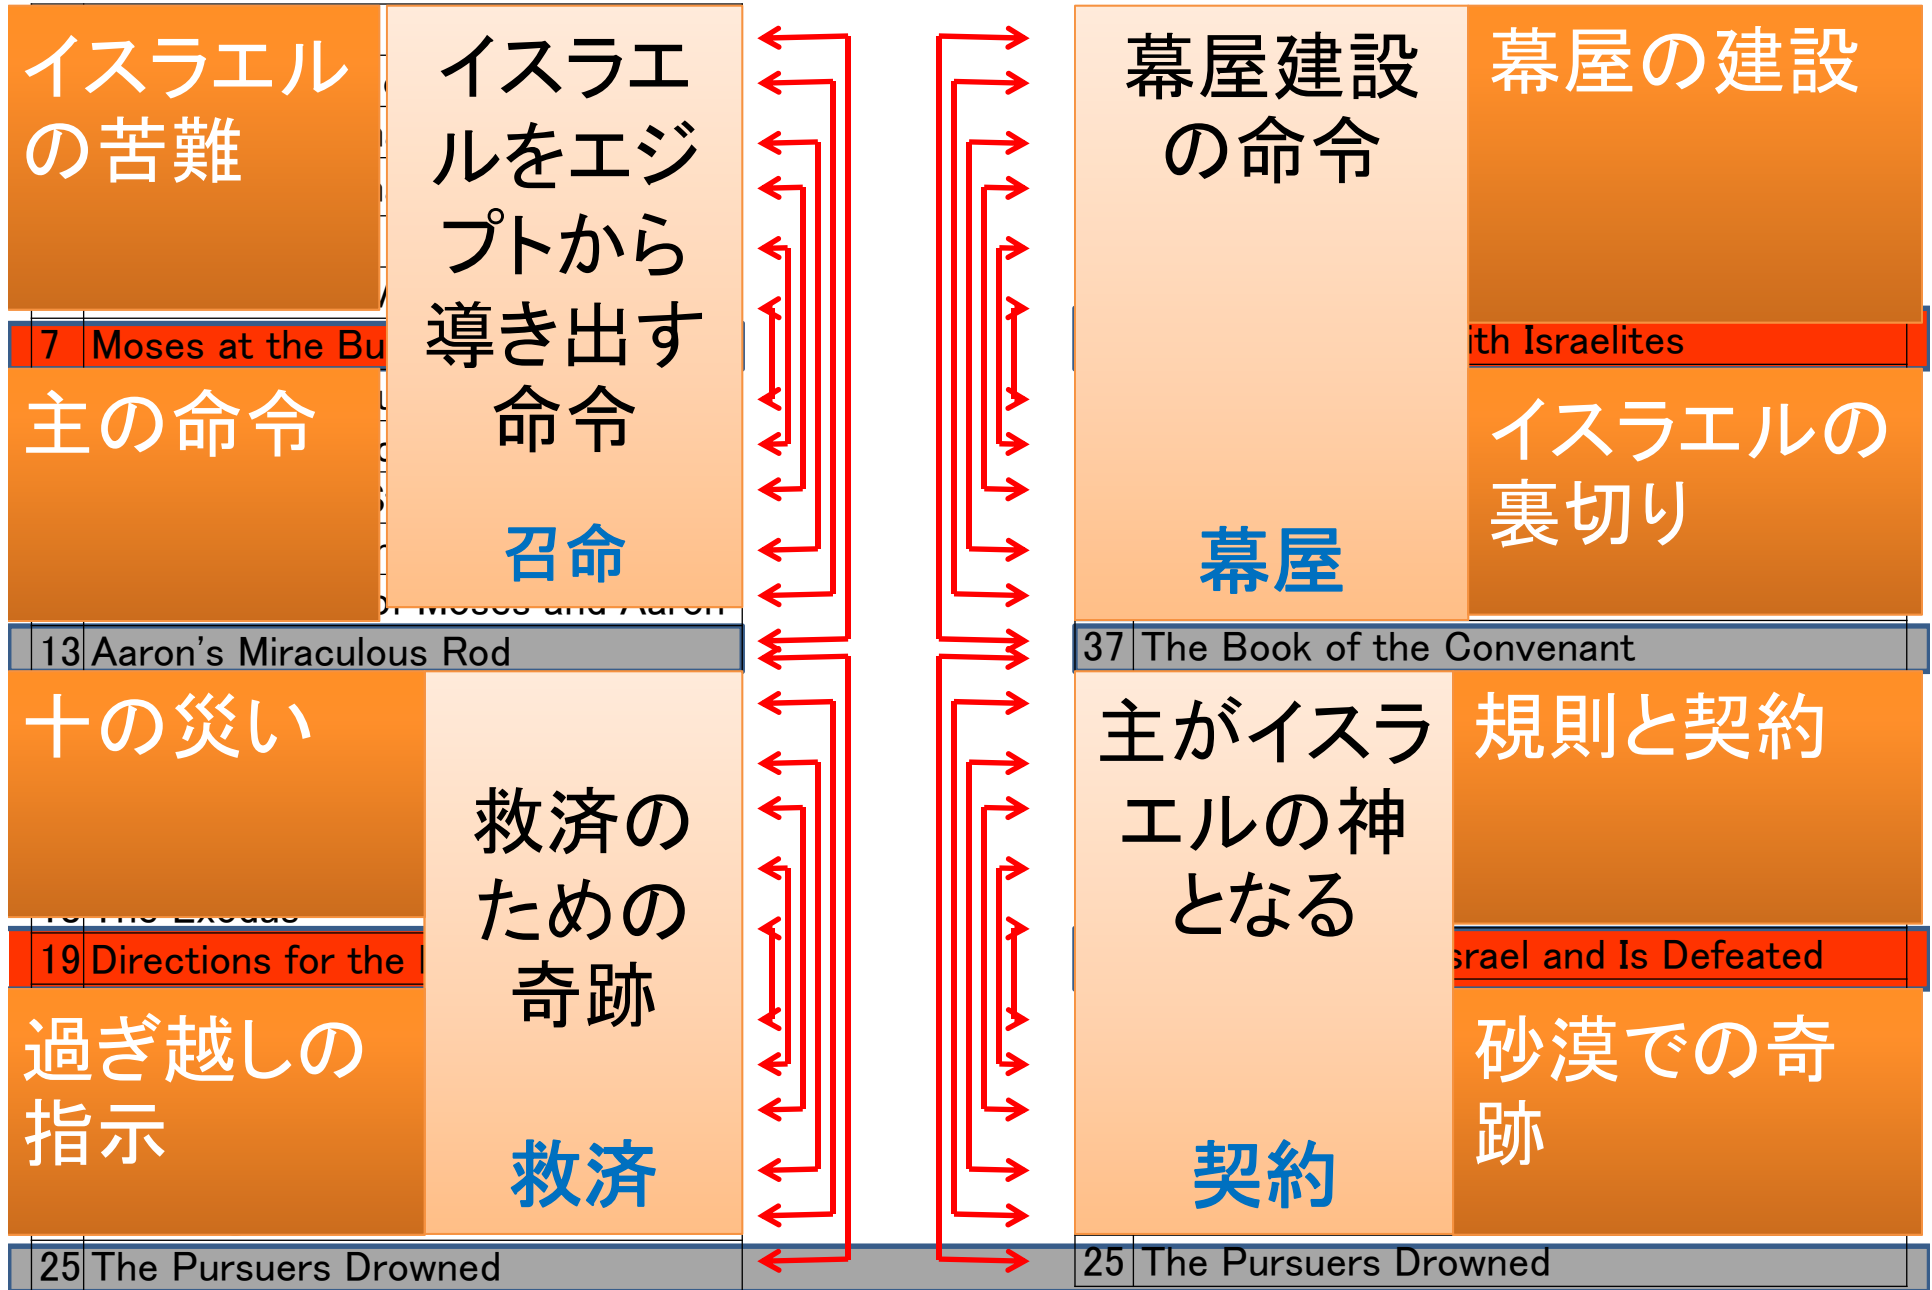 イスラエル
の苦難
7 Moses at the Bu
主の命令
イスラエ
ルをエジ
プトから
導き出す
命令
召命
of Moses and Aaron
13 Aaron's Miraculous Rod
十の災い
The Exodus
19 Directions for the
過ぎ越しの
指示
救済の
ための
奇跡
救済
25 The Pursuers Drowned
幕屋建設
の命令
幕屋
幕屋の建設
ith Israelites
イスラエルの
裏切り
37 The Book of the Convenant
主がイスラ
エルの神
となる
契約
規則と契約
srael and Is Defeated
砂漠での奇
跡
25 The Pursuers Drowned